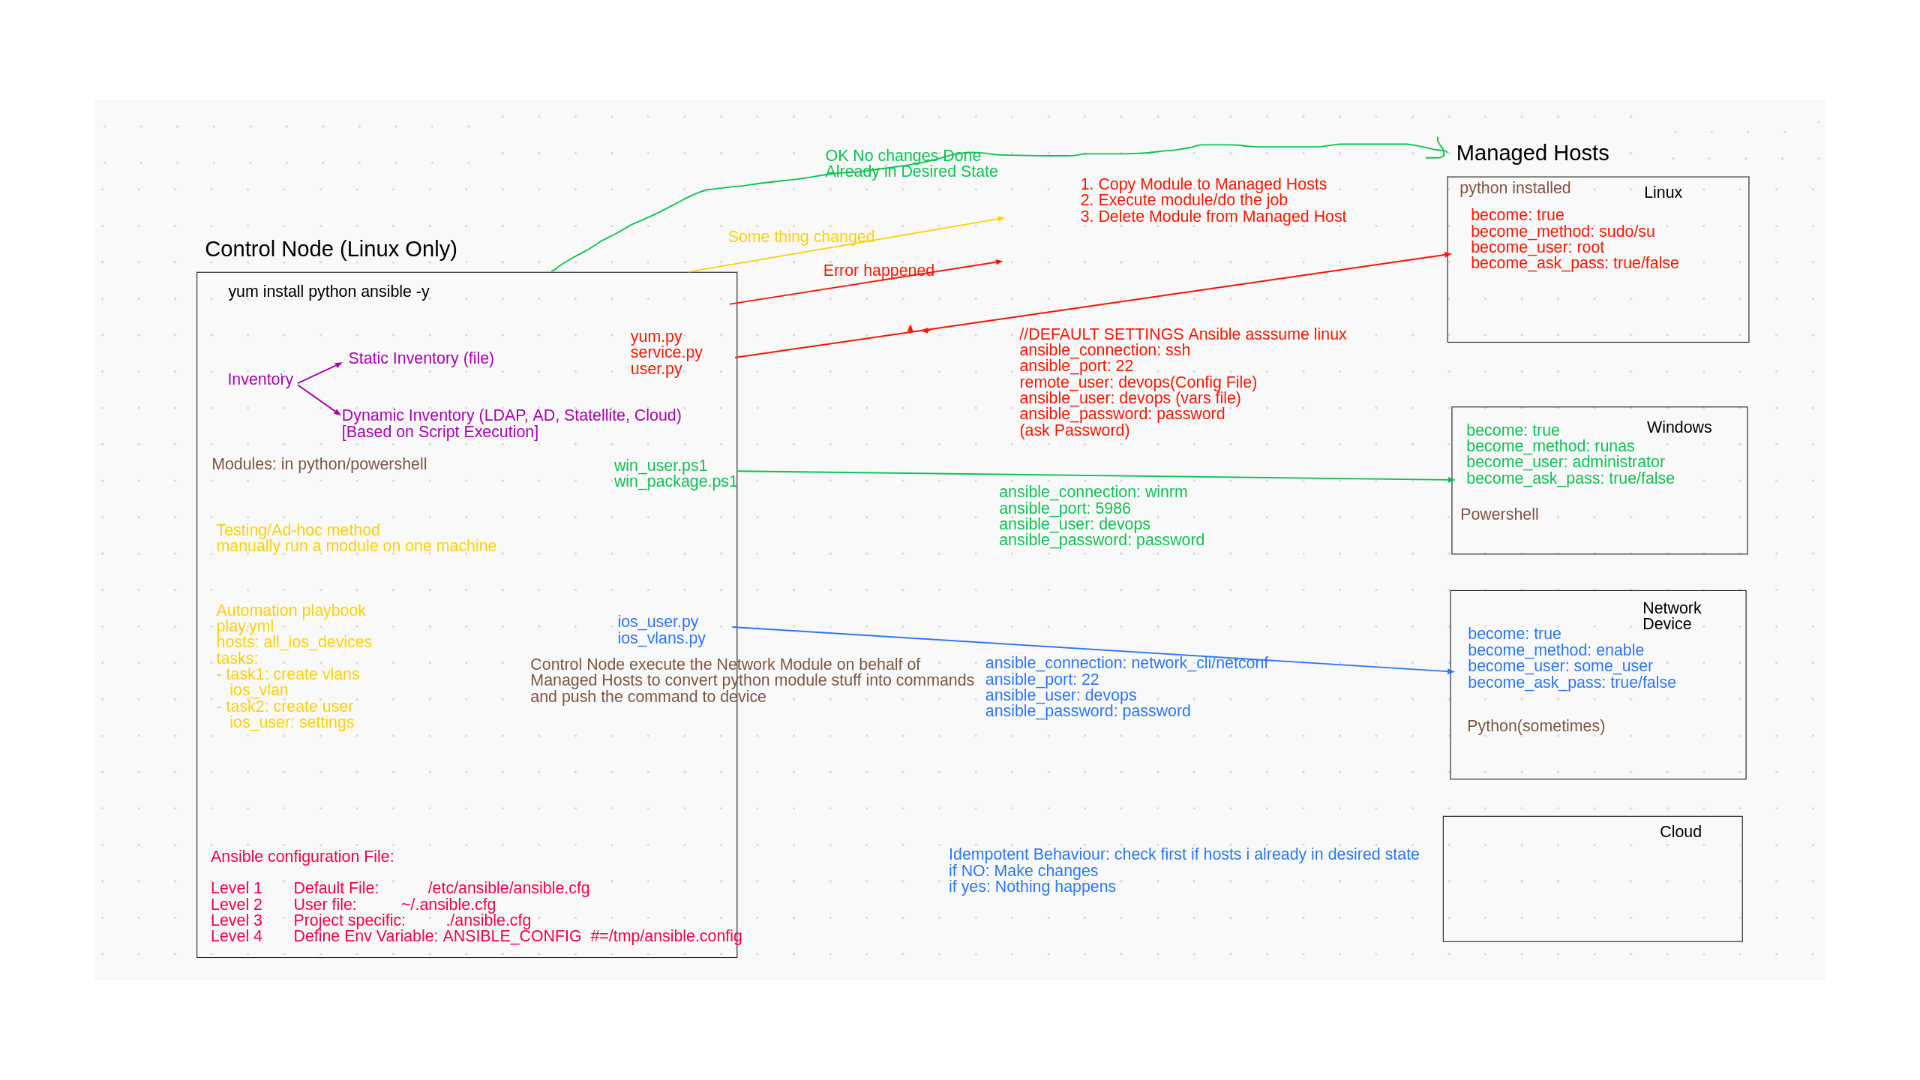 OK No changes Done
Already in Desired State
Managed Hosts
1. Copy Module to Managed Hosts
2. Execute module/do the job
3. Delete Module from Managed Host
python installed
Linux
become: true
become_method: sudo/su
become_user: root
become_ask_pass: true/false
Some thing changed
Error happened
Control Node (Linux Only)
yum install python ansible -y
yum.py
service.py
user.py
Inventory
Static Inventory (file)
Dynamic Inventory (LDAP, AD, Statellite, Cloud)
[Based on Script Execution]
//DEFAULT SETTINGS Ansible asssume linux
ansible_connection: ssh
ansible_port: 22
remote_user: devops(Config File)
ansible_user: devops (vars file)
ansible_password: password
(ask Password)
Modules: in python/powershell
win_user.ps1
win_package.ps1
ansible_connection: winrm
ansible_port: 5986
ansible_user: devops
ansible_password: password
Windows
become: true
become_method: runas
become_user: administrator
become_ask_pass: true/false
Powershell
Testing/Ad-hoc method
manually run a module on one machine
Automation playbook
play.yml
hosts: all_ios_devices
tasks:
- task1: create vlans
ios_vlan
- task2: create user
ios_user: settings
ios_user.py
ios_vlans.py
Control Node execute the Network Module on behalf of
Managed Hosts to convert python module stuff into commands
and push the command to device
ansible_connection: network_cli/netconf
ansible_port: 22
ansible_user: devops
ansible_password: password
Network
Device
become: true
become_method: enable
become_user: some_user
become_ask_pass: true/false
Python(sometimes)
Cloud
Idempotent Behaviour: check first if hosts i already in desired state
if NO: Make changes
if yes: Nothing happens
Ansible configuration File:
Level 1 Default File: /etc/ansible/ansible.cfg
Level 2 User file: ~/.ansible.cfg
Level 3 Project specific: ./ansible.cfg
Level 4 Define Env Variable: ANSIBLE_CONFIG #=/tmp/ansible.config